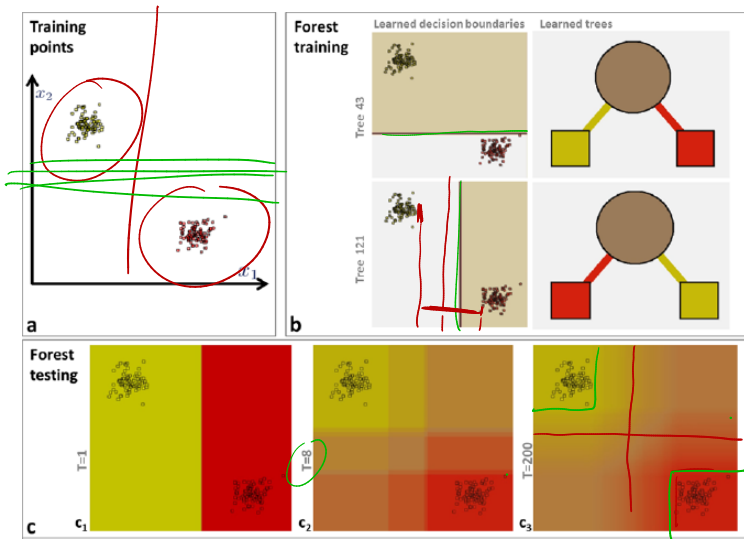 Training
points
x₂
x₁
a
Forest
training
Learned decision boundaries
Learned trees
Tree 43
Tree 121
b
Forest
testing
T=1
T=8
T=200
c
c₁
c₂
c₃